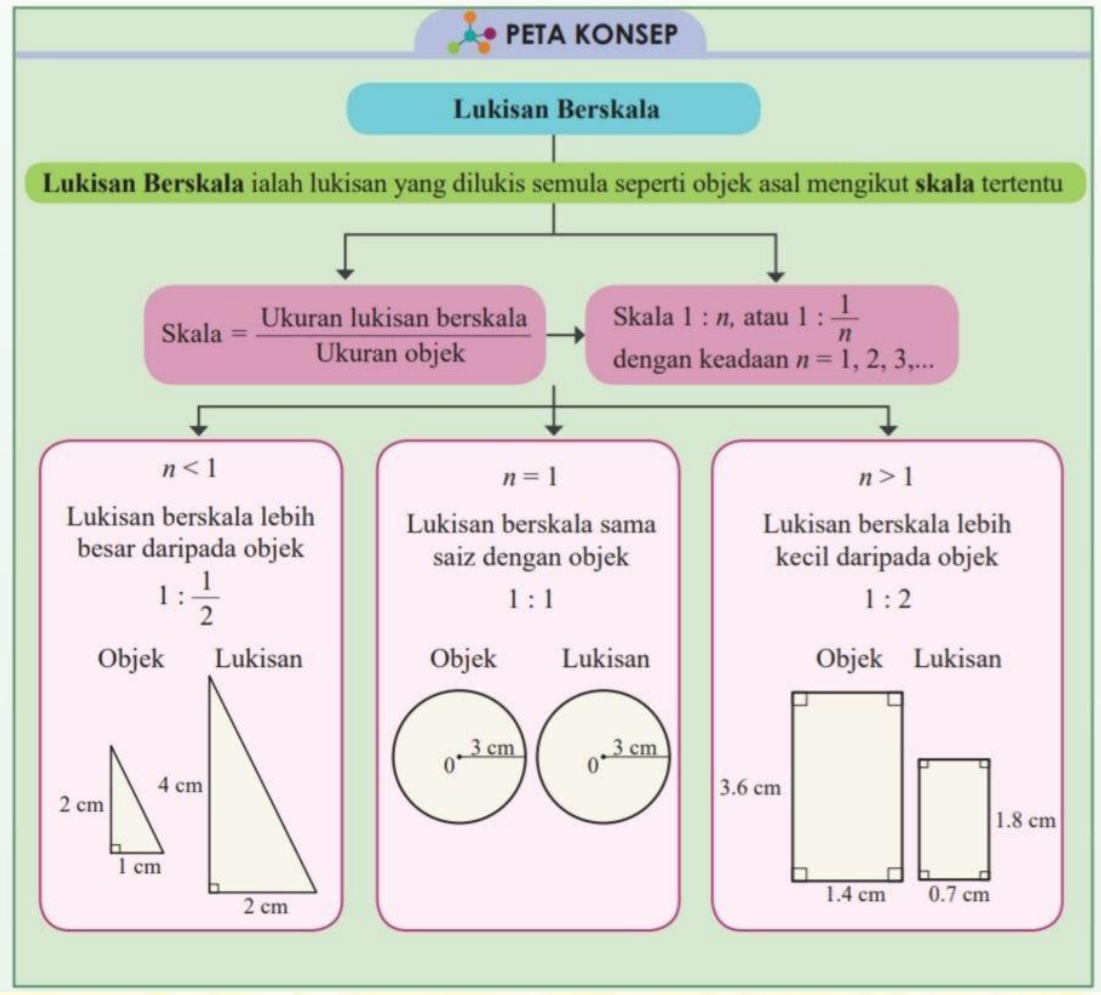 PETA KONSEP
Lukisan Berskala
Lukisan Berskala ialah lukisan yang dilukis semula seperti objek asal mengikut skala tertentu
Skala = Ukuran lukisan berskala / Ukuran objek
Skala 1 : n, atau 1 : 1/n
dengan keadaan n = 1, 2, 3,...
n < 1
Lukisan berskala lebih
besar daripada objek
1 : 1/2
Objek Lukisan
2 cm
1 cm
4 cm
2 cm
n = 1
Lukisan berskala sama
saiz dengan objek
1 : 1
Objek Lukisan
0 3 cm
0 3 cm
n > 1
Lukisan berskala lebih
kecil daripada objek
1 : 2
Objek Lukisan
3.6 cm
1.4 cm
1.8 cm
0.7 cm